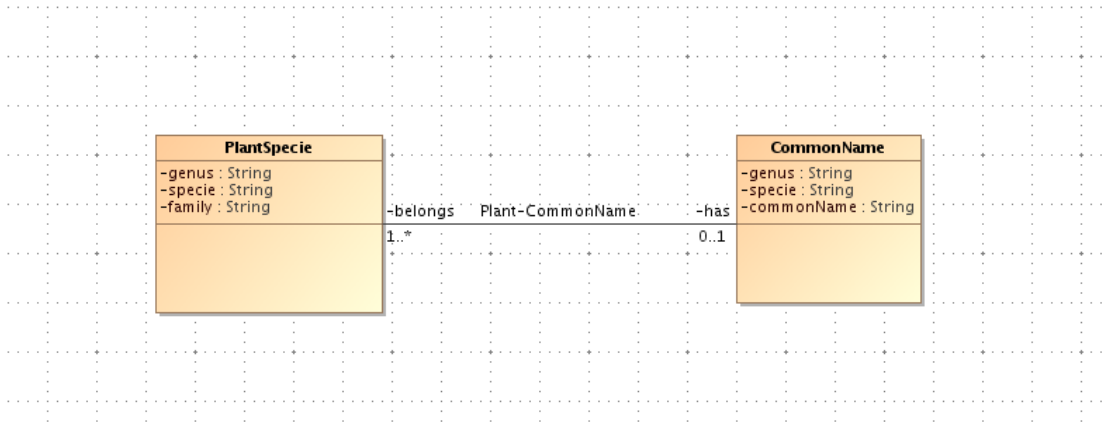 PlantSpecie
-genus : String
-specie : String
-family : String
-belongs Plant-CommonName -has
1..* 0..1
CommonName
-genus : String
-specie : String
-commonName : String